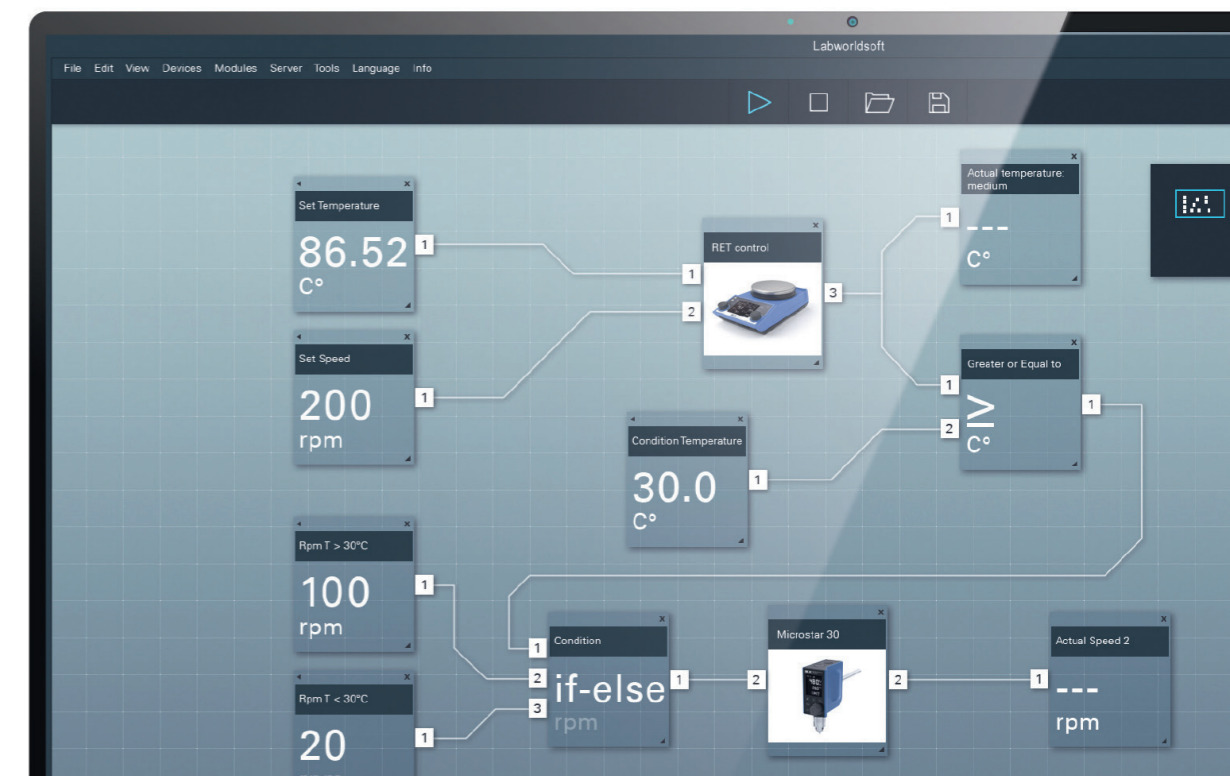 Labworldsoft
File Edit View Devices Modules Server Tools Language Info
Set Temperature
86.52
C°
1
Set Speed
200
rpm
1
RET control
1
2
3
Actual temperature:
medium
1
---
C°
Greater or Equal to
1
≥
2
C°
1
Condition Temperature
30.0
C°
1
Rpm T > 30°C
100
rpm
1
Rpm T < 30°C
20
1
Condition
1
2
if-else
3
rpm
1
Microstar 30
2
2
Actual Speed 2
1
---
rpm